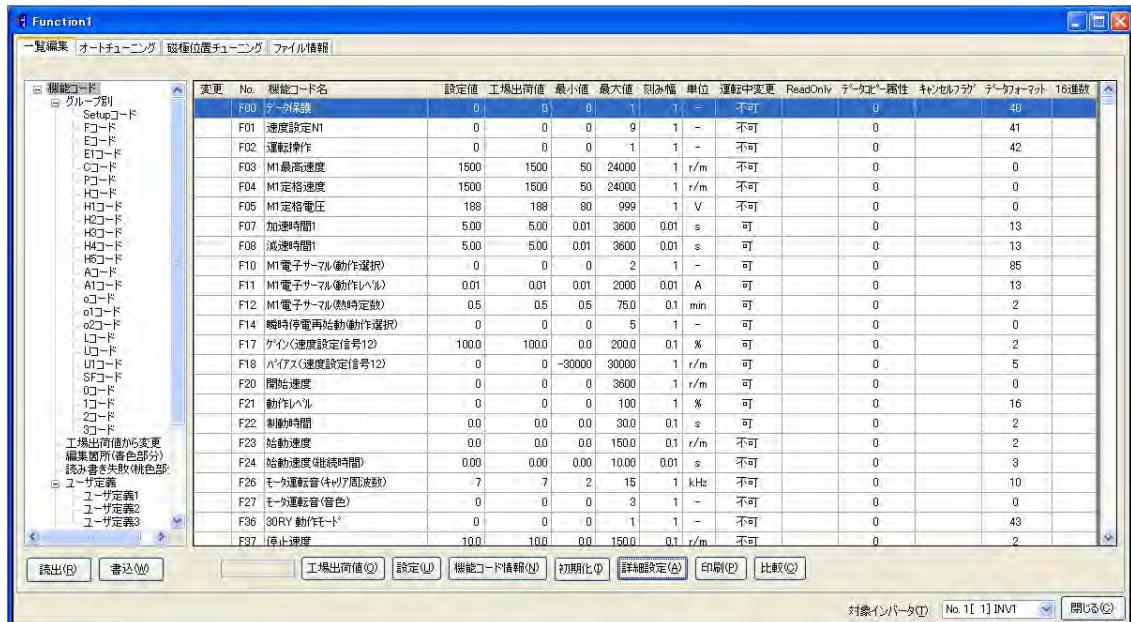 Function1
一覧編集 オートチューニング 磁極位置チューニング ファイル情報
機能コード
グループ別
Setupコード
Fコード
Eコード
E1コード
Cコード
Pコード
Hコード
H1コード
H2コード
H3コード
H4コード
H5コード
Aコード
A1コード
oコード
o1コード
o2コード
Lコード
Uコード
U1コード
SFコード
0コード
1コード
2コード
3コード
工場出荷値から変更
編集箇所(青色部分)
読み書き失敗(桃色部
ユーザ定義
ユーザ定義1
ユーザ定義2
ユーザ定義3
変更 No. 機能コード名 設定値 工場出荷値 最小値 最大値 刻み幅 単位 運転中変更 ReadOnly データコピー属性 キャンセルフラグ データフォーマット 16進数
F00 データ保護 0 0 0 1 1 - 不可 0 40
F01 速度設定N1 0 0 0 9 1 - 不可 0 41
F02 運転操作 0 0 0 1 1 - 不可 0 42
F03 M1最高速度 1500 1500 50 24000 1 r/m 不可 0 0
F04 M1定格速度 1500 1500 50 24000 1 r/m 不可 0 0
F05 M1定格電圧 188 188 80 999 1 V 不可 0 0
F07 加速時間1 5.00 5.00 0.01 3600 0.01 s 可 0 13
F08 減速時間1 5.00 5.00 0.01 3600 0.01 s 可 0 13
F10 M1電子サーマル(動作選択) 0 0 0 2 1 - 可 0 85
F11 M1電子サーマル(動作レベル) 0.01 0.01 0.01 2000 0.01 A 可 0 13
F12 M1電子サーマル(熱時定数) 0.5 0.5 0.5 75.0 0.1 min 可 0 2
F14 瞬時停電再始動(動作選択) 0 0 0 5 1 - 可 0 0
F17 ゲイン(速度設定信号12) 100.0 100.0 0.0 200.0 0.1 % 可 0 2
F18 バイアス(速度設定信号12) 0 0 -30000 30000 1 r/m 可 0 5
F20 開始速度 0 0 0 3600 1 r/m 可 0 0
F21 動作レベル 0 0 0 100 1 % 可 0 16
F22 制動時間 0.0 0.0 0.0 30.0 0.1 s 可 0 2
F23 始動速度 0.0 0.0 0.0 150.0 0.1 r/m 不可 0 2
F24 始動速度(継続時間) 0.00 0.00 0.00 10.00 0.01 s 不可 0 3
F26 モータ運転音(キャリア周波数) 7 7 2 15 1 kHz 不可 0 10
F27 モータ運転音(音色) 0 0 0 3 1 - 不可 0 0
F36 30RY 動作モード 0 0 0 1 1 - 不可 0 43
F37 停止速度 10.0 10.0 0.0 150.0 0.1 r/m 不可 0 2
読出(R) 書込(W) 工場出荷値(O) 設定(U) 機能コード情報(N) 初期化(I) 詳細設定(A) 印刷(P) 比較(C)
対象インバータ(T) No. 1[ 1] INV1 閉じる(C)